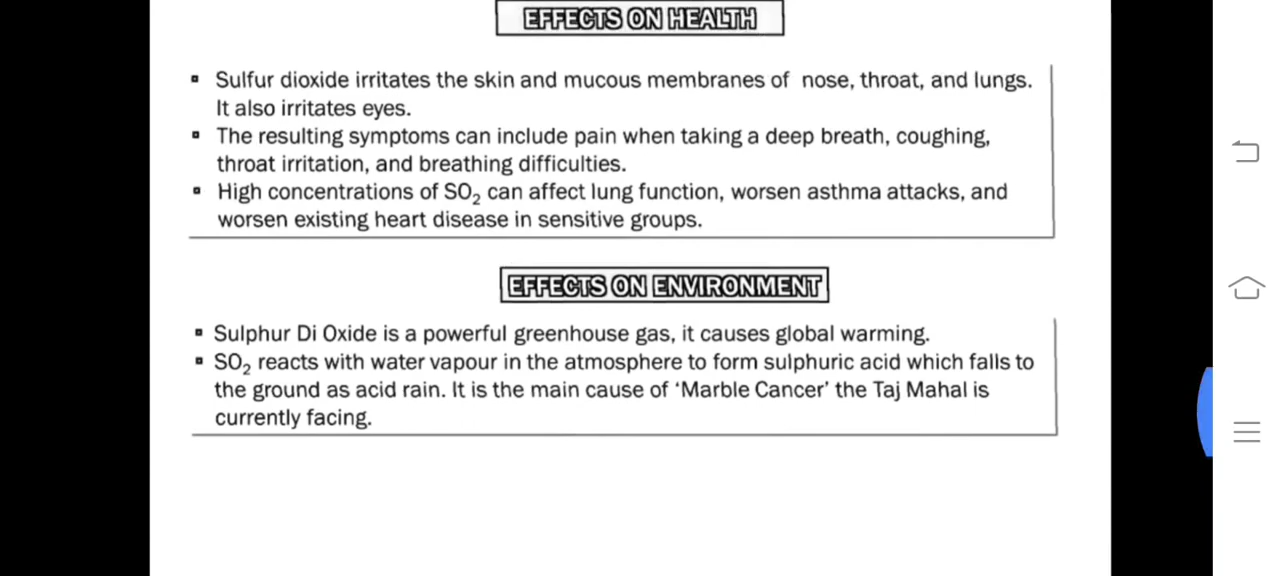 EFFECTS ON HEALTH
▪ Sulfur dioxide irritates the skin and mucous membranes of nose, throat, and lungs.
It also irritates eyes.
▪ The resulting symptoms can include pain when taking a deep breath, coughing,
throat irritation, and breathing difficulties.
▪ High concentrations of SO₂ can affect lung function, worsen asthma attacks, and
worsen existing heart disease in sensitive groups.
EFFECTS ON ENVIRONMENT
▪ Sulphur Di Oxide is a powerful greenhouse gas, it causes global warming.
▪ SO₂ reacts with water vapour in the atmosphere to form sulphuric acid which falls to
the ground as acid rain. It is the main cause of ‘Marble Cancer’ the Taj Mahal is
currently facing.